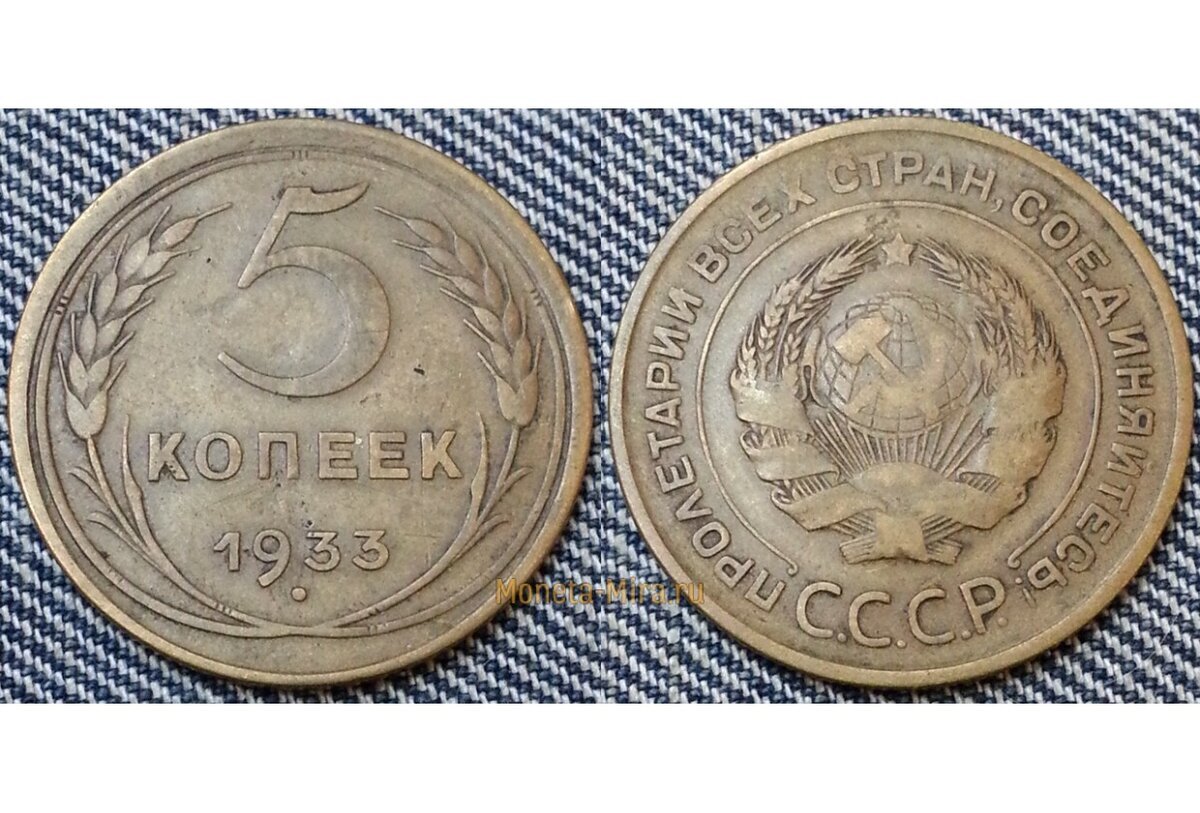 5
КОПЕЕК
1933
ПРОЛЕТАРИИ ВСЕХ СТРАН, СОЕДИНЯЙТЕСЬ!
С.С.С.Р.
Moneta-Mira.ru